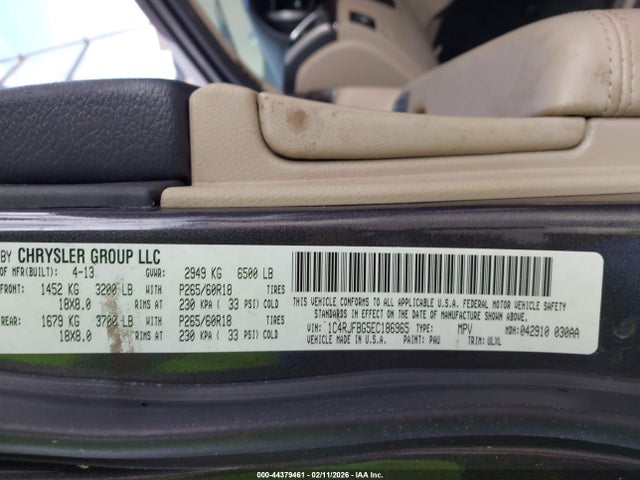 BY CHRYSLER GROUP LLC
OF MFR(BUILT): 4-13 GVWR: 2949 KG 6500 LB
FRONT: 1452 KG 3200 LB WITH P265/60R18 TIRES
18X8.0 RIMS AT 230 KPA ( 33 PSI) COLD
REAR: 1679 KG 3700 LB WITH P265/60R18 TIRES
18X8.0 RIMS AT 230 KPA ( 33 PSI) COLD
THIS VEHICLE CONFORMS TO ALL APPLICABLE U.S.A. FEDERAL MOTOR VEHICLE SAFETY
STANDARDS IN EFFECT ON THE DATE OF MANUFACTURE SHOWN ABOVE.
VIN: 1C4RJFBG5EC186965 TYPE: MPV MDH: 042910 030AA
VEHICLE MADE IN U.S.A. PAINT: PAU TRIM: ULXL
000-44379461 - 02/11/2026 - IAA Inc.